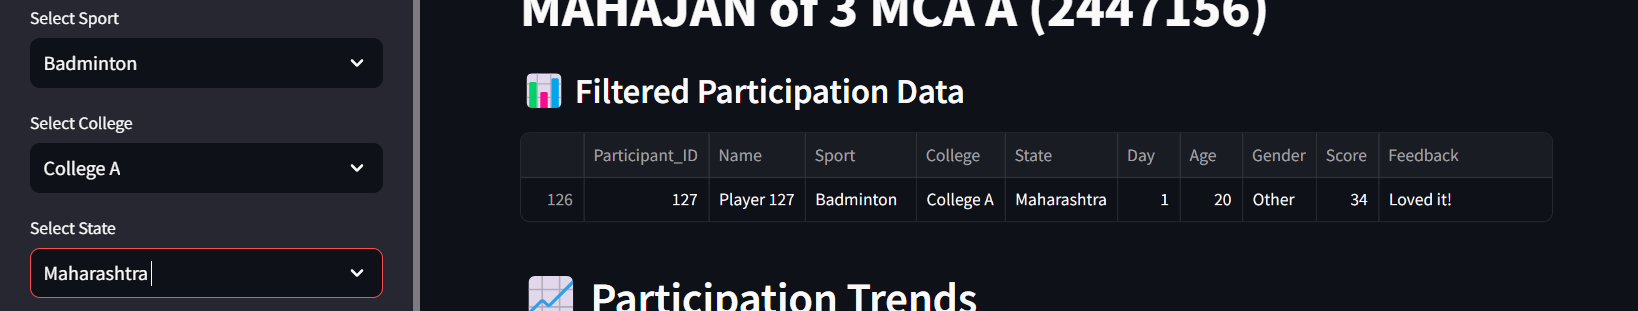 Select Sport
Badminton
Select College
College A
Select State
Maharashtra
MAHAJAN of 3 MCA A (2447156)
Filtered Participation Data
Participant_ID Name Sport College State Day Age Gender Score Feedback
126 127 Player 127 Badminton College A Maharashtra 1 20 Other 34 Loved it!
Participation Trends